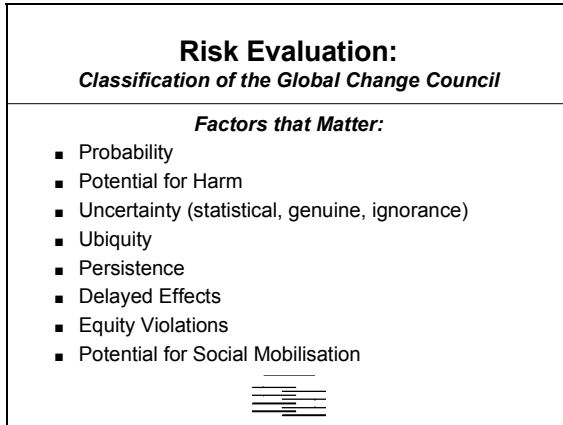 Risk Evaluation:
Classification of the Global Change Council
Factors that Matter:
■ Probability
■ Potential for Harm
■ Uncertainty (statistical, genuine, ignorance)
■ Ubiquity
■ Persistence
■ Delayed Effects
■ Equity Violations
■ Potential for Social Mobilisation